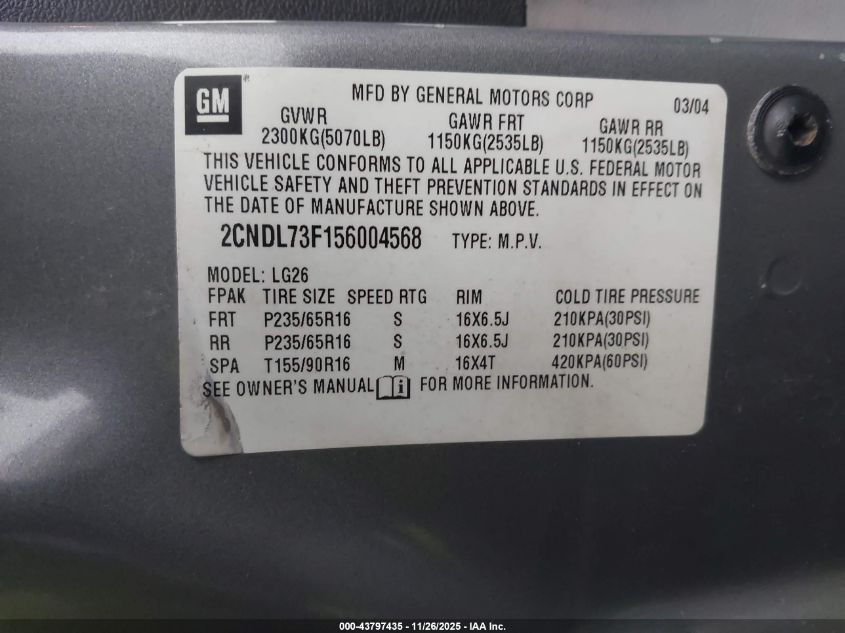 GM
MFD BY GENERAL MOTORS CORP 03/04
GVWR GAWR FRT GAWR RR
2300KG(5070LB) 1150KG(2535LB) 1150KG(2535LB)
THIS VEHICLE CONFORMS TO ALL APPLICABLE U.S. FEDERAL MOTOR
VEHICLE SAFETY AND THEFT PREVENTION STANDARDS IN EFFECT ON
THE DATE OF MANUFACTURE SHOWN ABOVE.
2CNDL73F156004568 TYPE: M.P.V.
MODEL: LG26
FPAK TIRE SIZE SPEED RTG RIM COLD TIRE PRESSURE
FRT P235/65R16 S 16X6.5J 210KPA(30PSI)
RR P235/65R16 S 16X6.5J 210KPA(30PSI)
SPA T155/90R16 M 16X4T 420KPA(60PSI)
SEE OWNER'S MANUAL i FOR MORE INFORMATION.
000-43797435 - 11/26/2025 - IAA Inc.